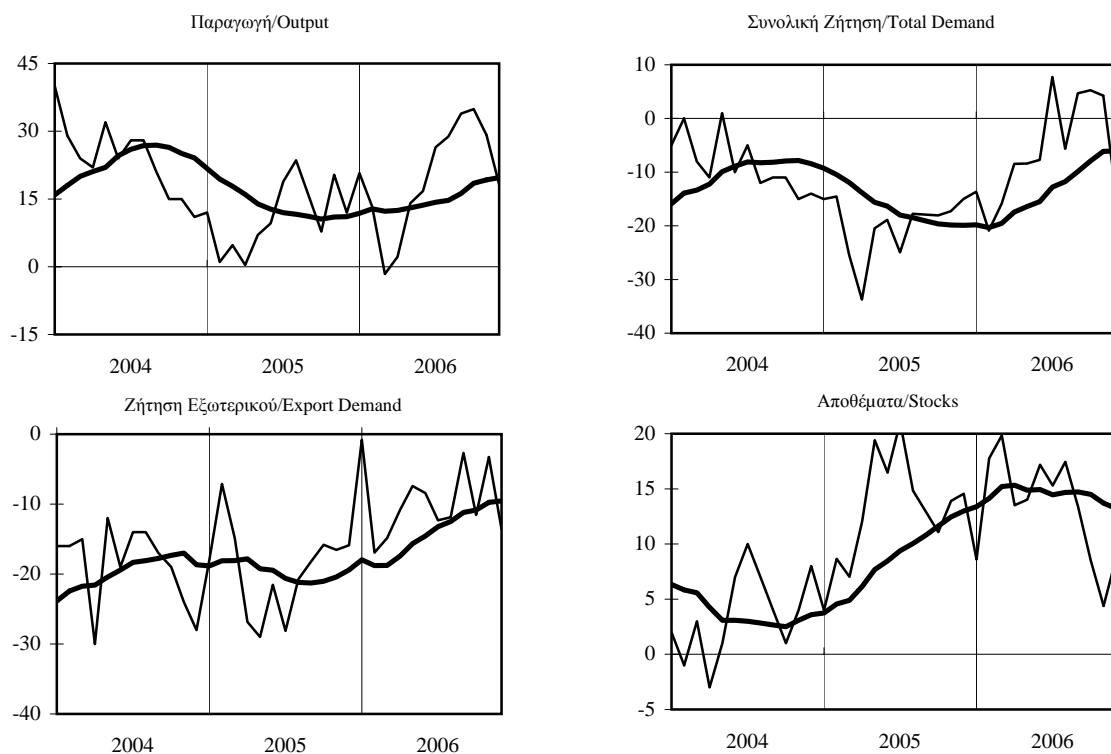 Παραγωγή/Output
45
30
15
0
-15
2004 2005 2006
Συνολική Ζήτηση/Total Demand
10
0
-10
-20
-30
-40
2004 2005 2006
Ζήτηση Εξωτερικού/Export Demand
0
-10
-20
-30
-40
2004 2005 2006
Αποθέματα/Stocks
20
15
10
5
0
-5
2004 2005 2006